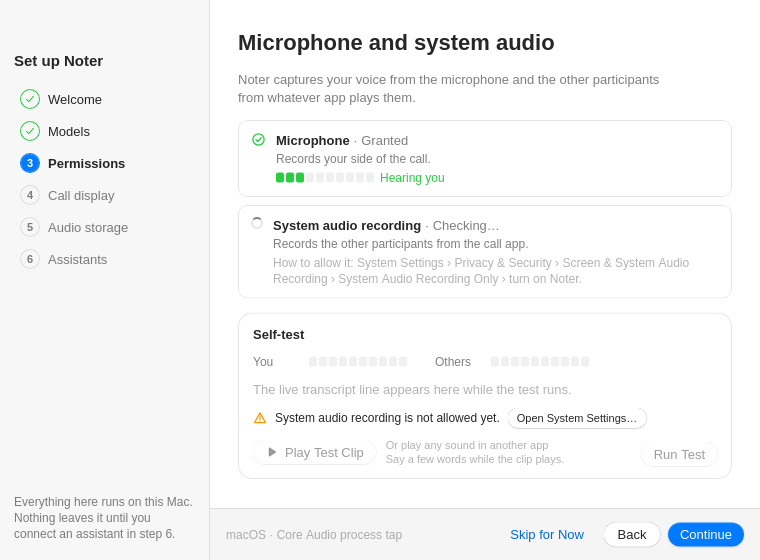 Set up Noter
Welcome
Models
3 Permissions
4 Call display
5 Audio storage
6 Assistants
Everything here runs on this Mac.
Nothing leaves it until you
connect an assistant in step 6.
Microphone and system audio
Noter captures your voice from the microphone and the other participants
from whatever app plays them.
Microphone · Granted
Records your side of the call.
Hearing you
System audio recording · Checking…
Records the other participants from the call app.
How to allow it: System Settings › Privacy & Security › Screen & System Audio
Recording › System Audio Recording Only › turn on Noter.
Self-test
You Others
The live transcript line appears here while the test runs.
System audio recording is not allowed yet. Open System Settings…
Play Test Clip
Or play any sound in another app
Say a few words while the clip plays.
Run Test
macOS · Core Audio process tap
Skip for Now Back Continue